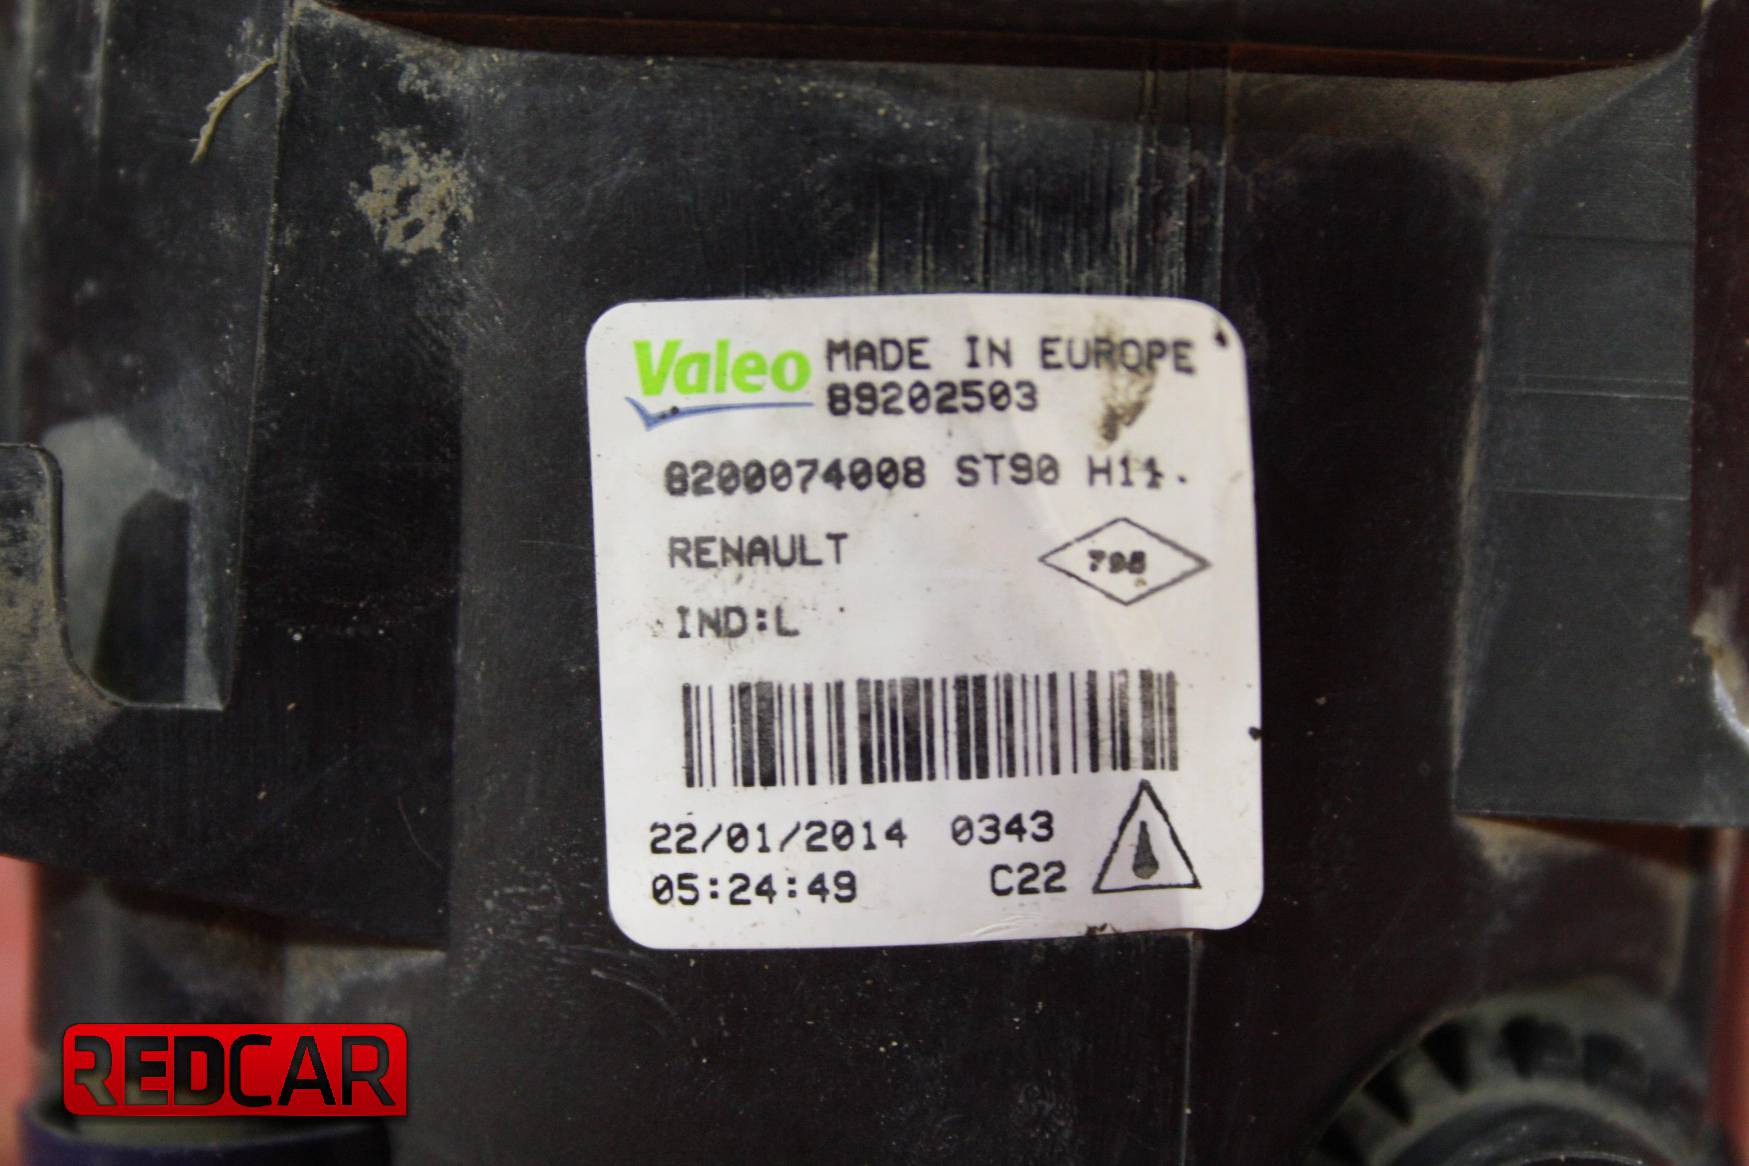 Valeo MADE IN EUROPE
89202503
8200074008 ST90 H11.
RENAULT
IND:L
22/01/2014 0343
05:24:49 C22
REDCAR